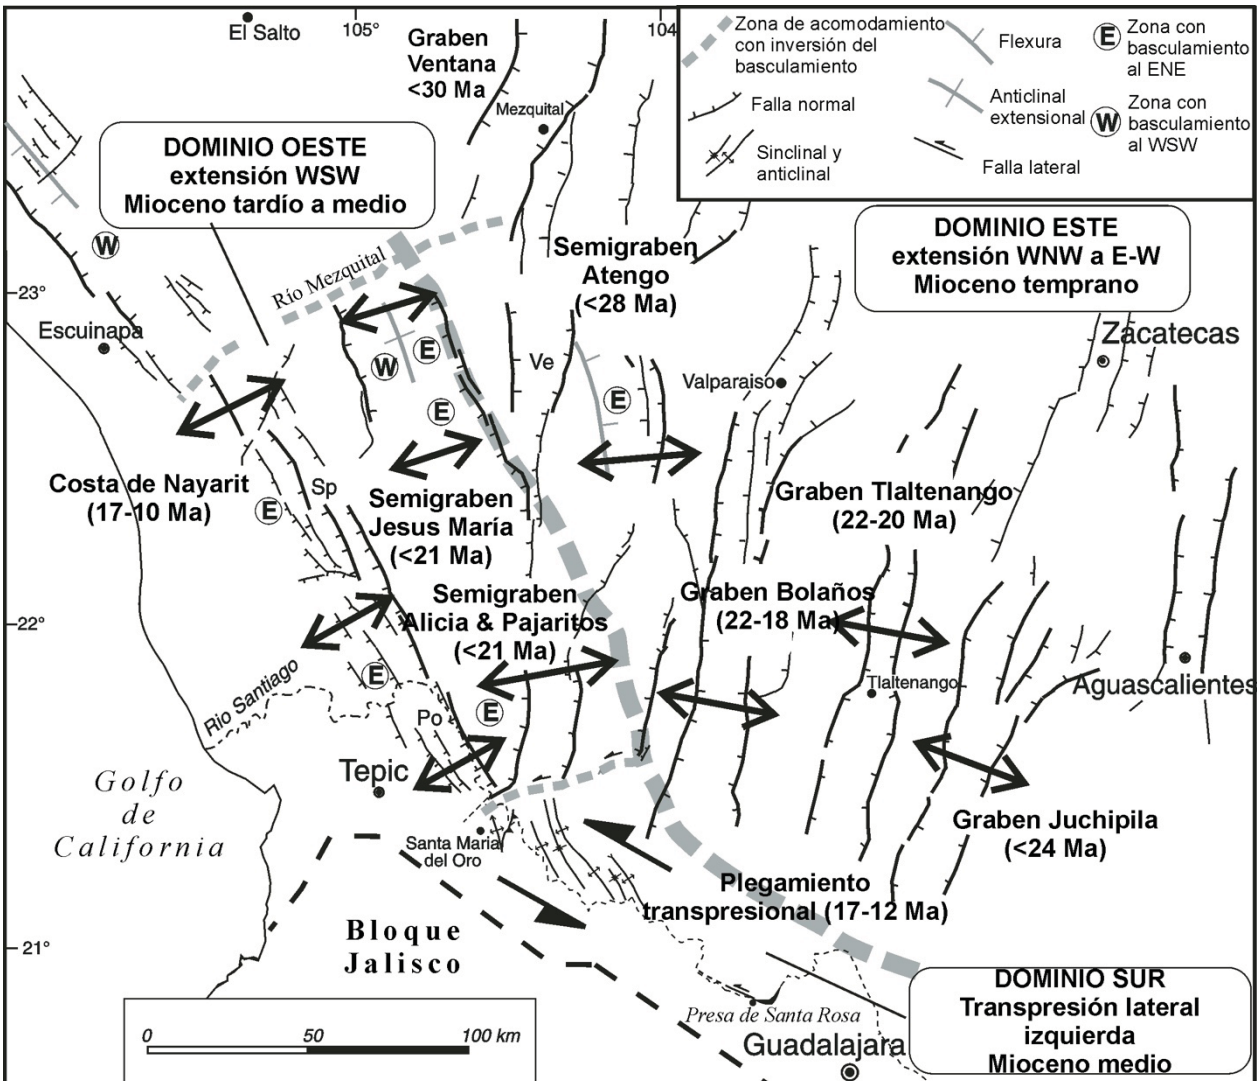 El Salto
105°
104
Graben
Ventana
<30 Ma
Mezquital
Zona de acomodamiento
con inversión del
basculamiento
Falla normal
Sinclinal y
anticlinal
Flexura
Anticlinal
extensional
Falla lateral
E
Zona con
basculamiento
al ENE
W
Zona con
basculamiento
al WSW
DOMINIO OESTE
extensión WSW
Mioceno tardío a medio
W
DOMINIO ESTE
extensión WNW a E-W
Mioceno temprano
Semigraben
Atengo
(<28 Ma)
Río Mezquital
23°
Escuinapa
Zacatecas
W
E
Ve
E
Valparaiso
E
Costa de Nayarit
(17-10 Ma)
Sp
E
Semigraben
Jesus María
(<21 Ma)
Graben Tlaltenango
(22-20 Ma)
Semigraben
Alicia & Pajaritos
(<21 Ma)
Graben Bolaños
(22-18 Ma)
22°
Rio Santiago
E
E
Po
Tlaltenango
Aguascalientes
Tepic
Golfo
de
California
Santa Maria
del Oro
Graben Juchipila
(<24 Ma)
Plegamiento
transpresional (17-12 Ma)
21°
Bloque
Jalisco
DOMINIO SUR
Transpresión lateral
izquierda
Mioceno medio
Presa de Santa Rosa
Guadalajara
0 50 100 km